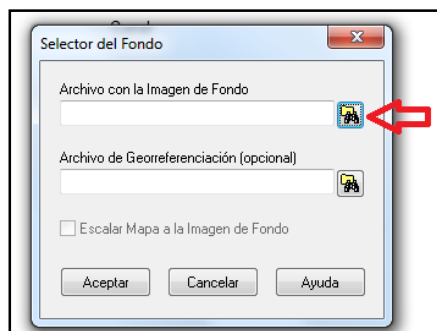 Selector del Fondo
Archivo con la Imagen de Fondo
Archivo de Georreferenciación (opcional)
Escalar Mapa a la Imagen de Fondo
Aceptar Cancelar Ayuda